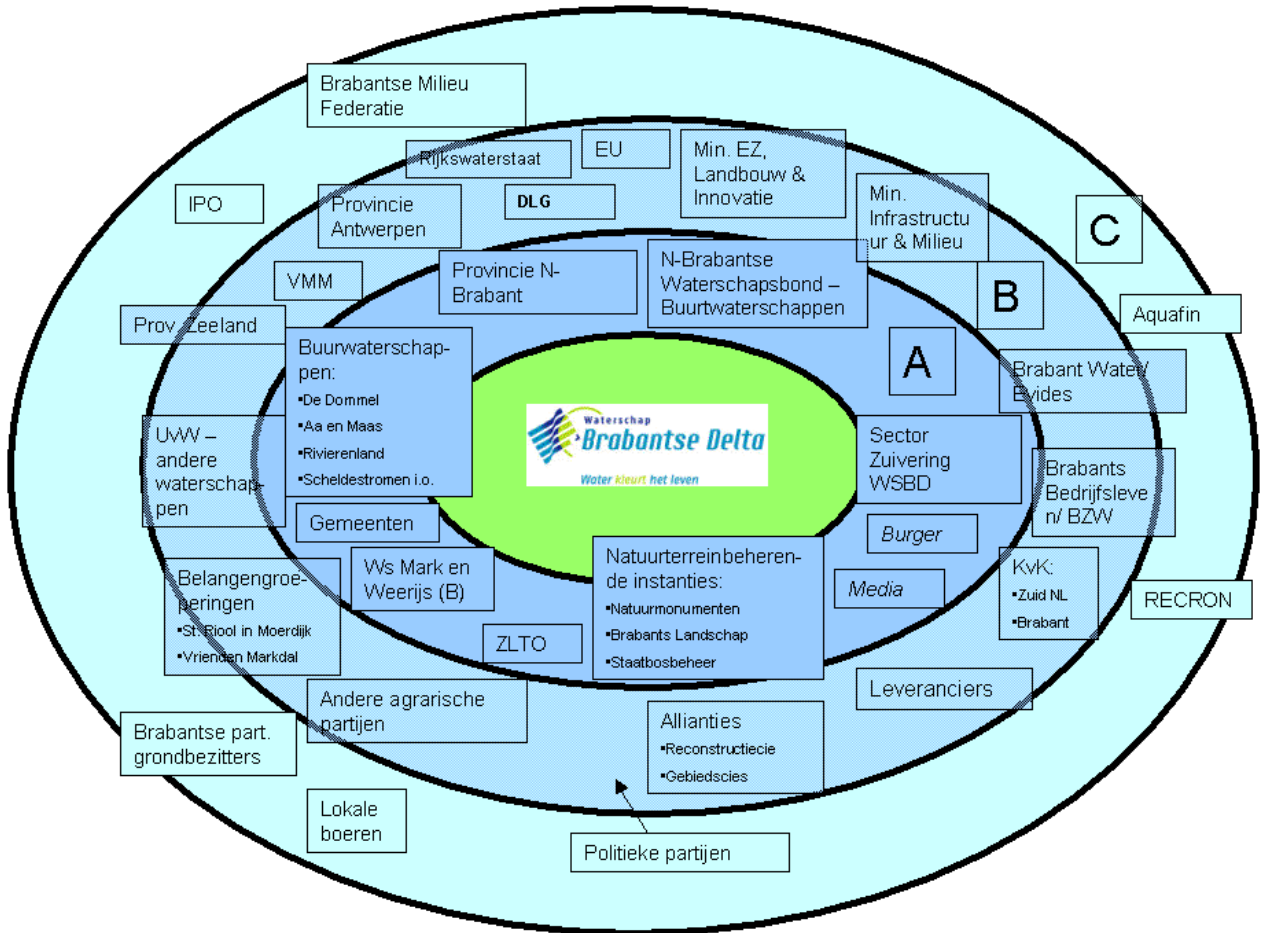 Brabantse Milieu
Federatie
Rijkswaterstaat
EU
Min. EZ,
Landbouw &
Innovatie
Min.
Infrastructu
ur & Milieu
IPO
Provincie
Antwerpen
DLG
C
VMM
Provincie N-
Brabant
N-Brabantse
Waterschapsbond –
Buurtwaterschappen
B
Prov. Zeeland
Aquafin
Buurwaterschap-
pen:
▪De Dommel
▪Aa en Maas
▪Rivierenland
▪Scheldestromen i.o.
A
Brabant Water/
Evides
UvW –
andere
waterschap-
pen
Waterschap
Brabantse Delta
Water kleurt het leven
Sector
Zuivering
WSBD
Brabants
Bedrijfsleve
n/ BZW
Gemeenten
Burger
Ws Mark en
Weerijs (B)
Natuurterreinbeheren-
de instanties:
▪Natuurmonumenten
▪Brabants Landschap
▪Staatbosbeheer
Media
KvK:
▪Zuid NL
▪Brabant
RECRON
Belangengroe-
peringen
▪St. Riool in Moerdijk
▪Vrienden Markdal
ZLTO
Andere agrarische
partijen
Leveranciers
Allianties
▪Reconstructiecie
▪Gebiedscies
Brabantse part.
grondbezitters
Lokale
boeren
Politieke partijen